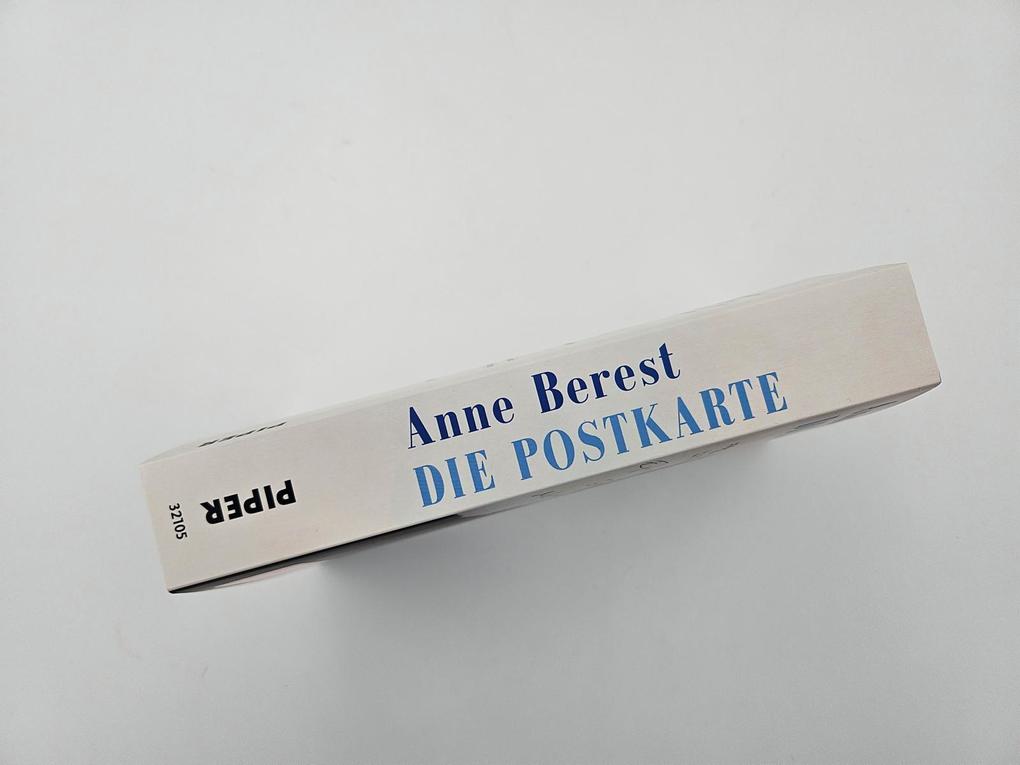 Anne Berest
DIE POSTKARTE
PIPER
32105